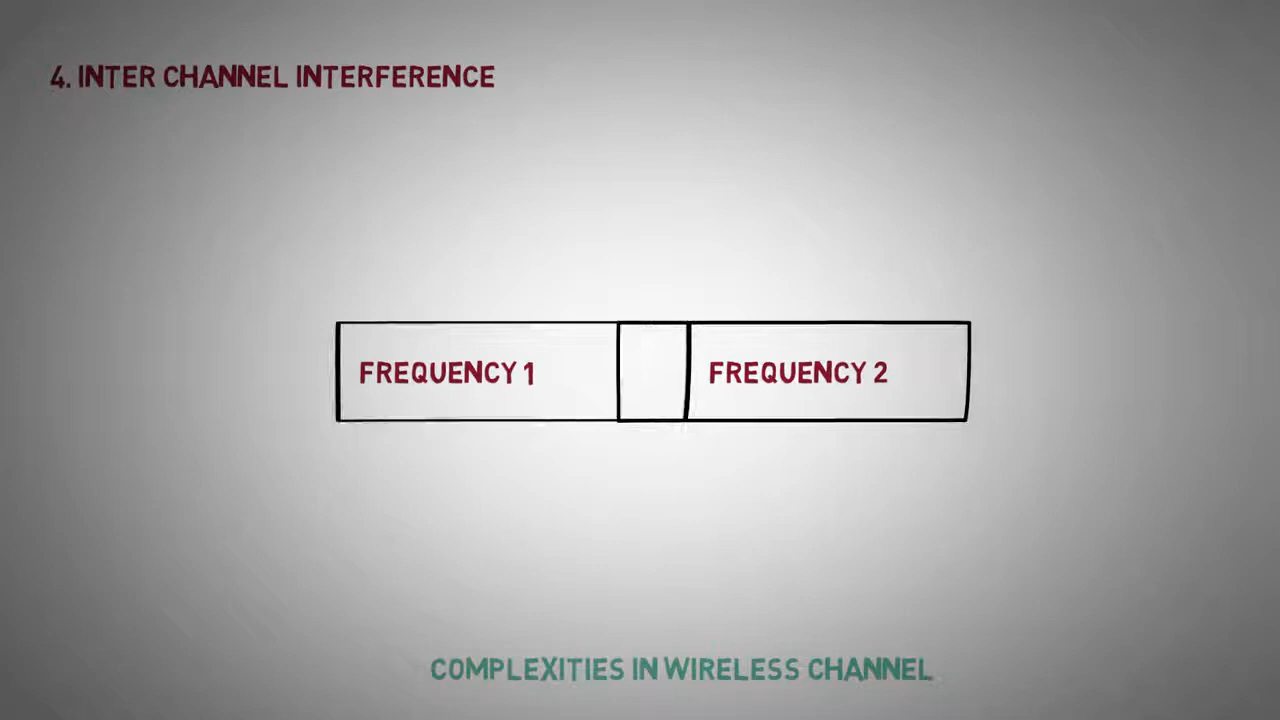 4. INTER CHANNEL INTERFERENCE
FREQUENCY 1
FREQUENCY 2
COMPLEXITIES IN WIRELESS CHANNEL